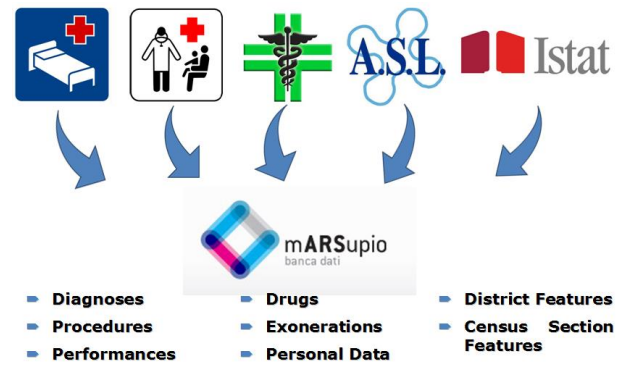 A.S.L.
Istat
mARSupio
banca dati
Diagnoses
Drugs
District Features
Procedures
Exonerations
Census Section
Features
Performances
Personal Data